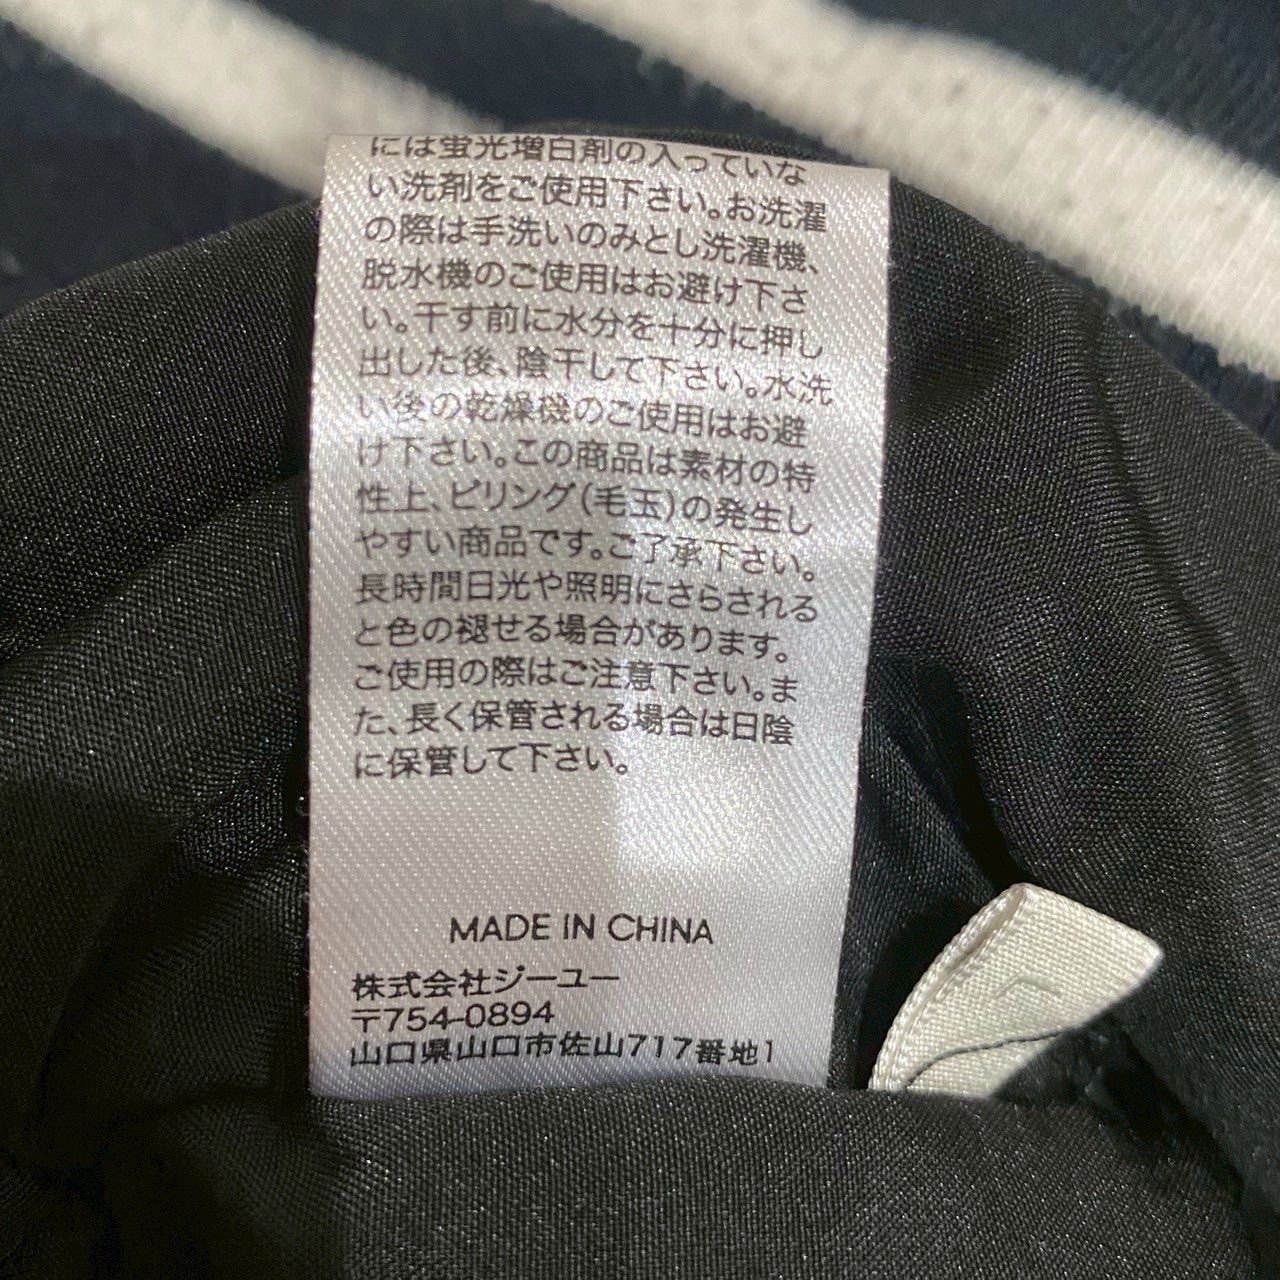 には蛍光増白剤の入っていな
い洗剤をご使用下さい。お洗濯
の際は手洗いのみとし洗濯機、
脱水機のご使用はお避け下さ
い。干す前に水分を十分に押し
出した後、陰干して下さい。水洗
い後の乾燥機のご使用はお避
け下さい。この商品は素材の特
性上、ピリング(毛玉)の発生し
やすい商品です。ご了承下さい。
長時間日光や照明にさらされる
と色の褪せる場合があります。
ご使用の際はご注意下さい。ま
た、長く保管される場合は日陰
に保管して下さい。
MADE IN CHINA
株式会社ジーユー
〒754-0894
山口県山口市佐山717番地1